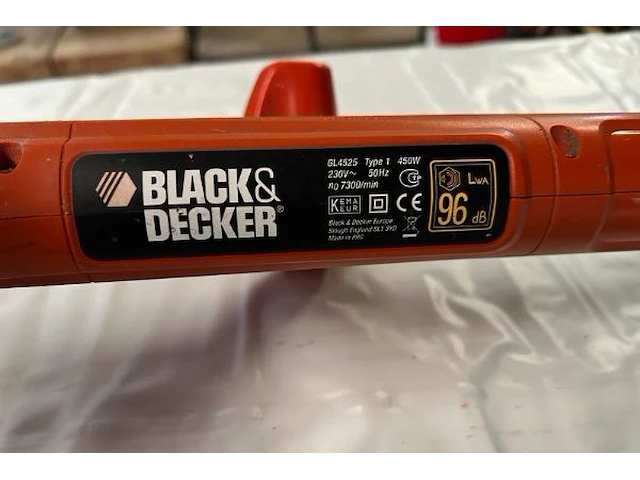 BLACK&
DECKER®
GL4525 Type 1 450W
230V~ 50Hz
n₀ 7300/min
KEMA
KEUR
CE
Black & Decker Europe
Slough England SL1 3YD
Made in PRC
LWA
96 dB